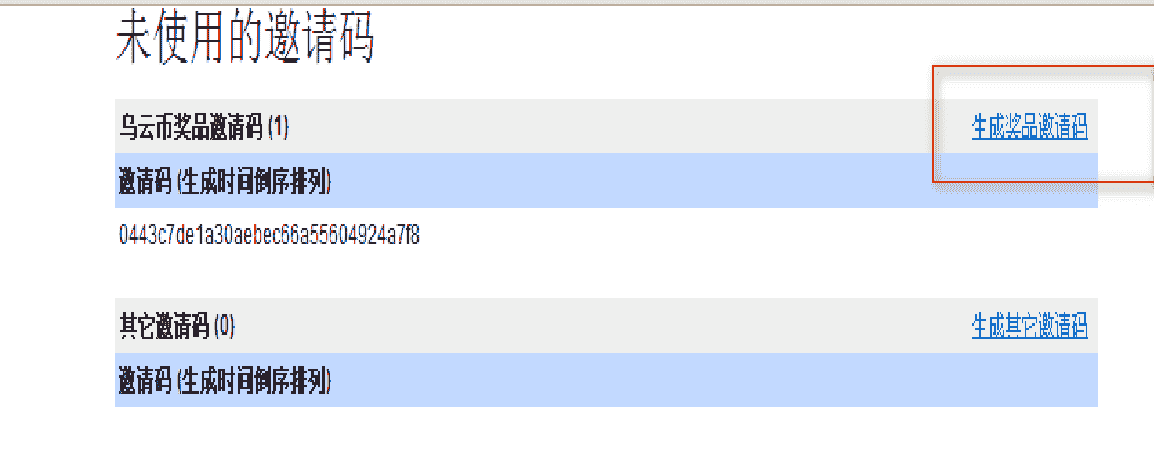 未使用的邀请码
乌云币奖品邀请码 (1) 生成奖品邀请码
邀请码 (生成时间倒序排列)
0443c7de1a30aebec66a55604924a7f8
其它邀请码 (0) 生成其它邀请码
邀请码 (生成时间倒序排列)